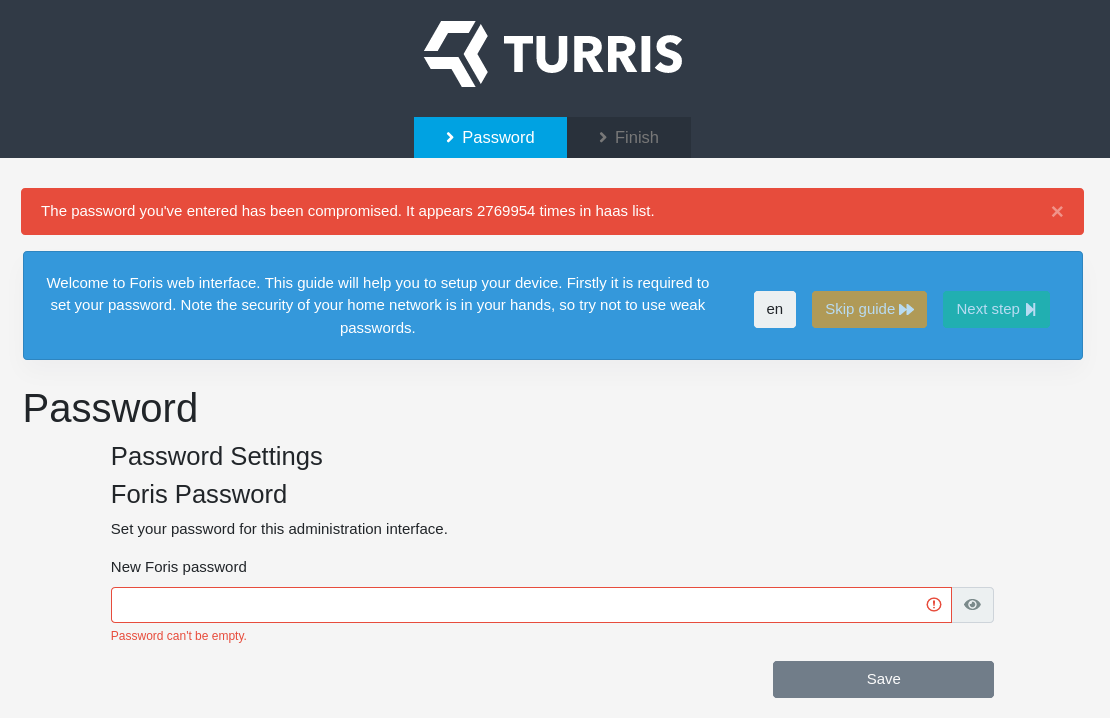 TURRIS
Password
Finish
The password you've entered has been compromised. It appears 2769954 times in haas list.
×
Welcome to Foris web interface. This guide will help you to setup your device. Firstly it is required to
set your password. Note the security of your home network is in your hands, so try not to use weak
passwords.
en
Skip guide
Next step
Password
Password Settings
Foris Password
Set your password for this administration interface.
New Foris password
Password can't be empty.
Save